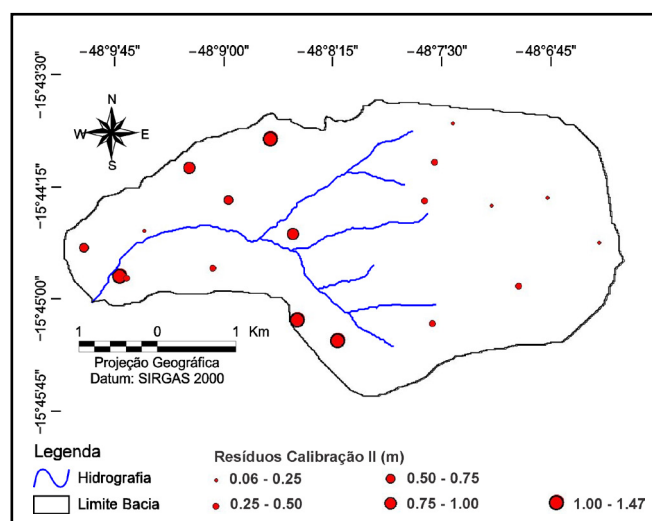 −48°9'45" −48°9'00" −48°8'15" −48°7'30" −48°6'45"
−15°43'30"
−15°44'15"
−15°45'00"
−15°45'45"
N
W E
S
1 0 1 Km
Projeção Geográfica
Datum: SIRGAS 2000
Legenda
Hidrografia
Limite Bacia
Resíduos Calibração II (m)
0.06 - 0.25
0.25 - 0.50
0.50 - 0.75
0.75 - 1.00
1.00 - 1.47